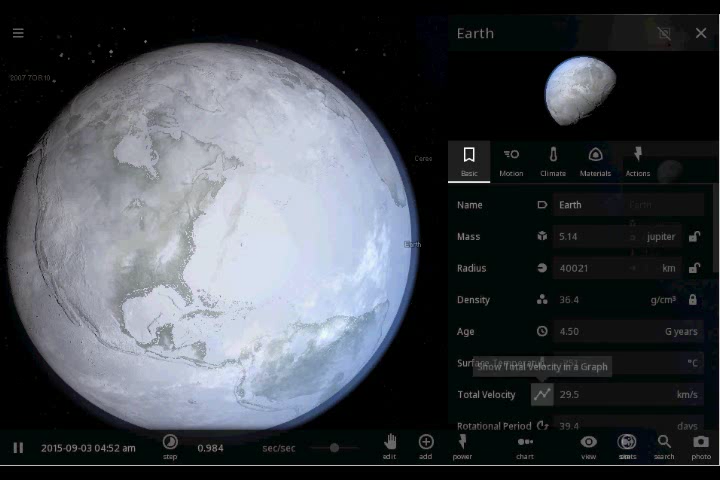 Earth
2007 TOR10
Ceres
Earth
Basic
Motion
Climate
Materials
Actions
Name Earth
Mass 5.14 jupiter
Radius 40021 km
Density 36.4 g/cm³
Age 4.50 G years
°C
Show Total Velocity in a Graph
Total Velocity 29.5 km/s
Rotational Period 39.4 days
2015-09-03 04:52 am
step
0.984 sec/sec
edit
add
power
chart
view
search
photo